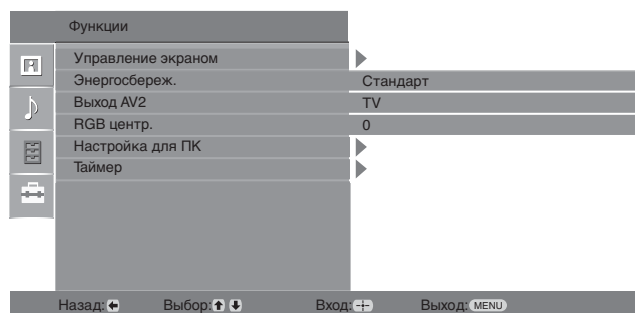 Функции
Управление экраном
Энергосбереж. Стандарт
Выход AV2 TV
RGB центр. 0
Настройка для ПК
Таймер
Назад: Выбор: Вход: Выход: MENU